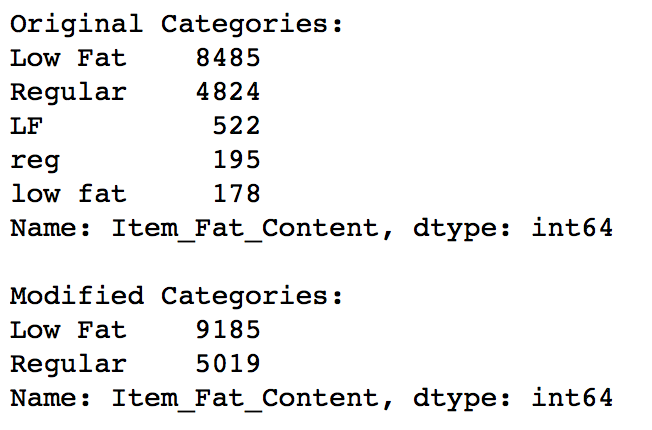 Original Categories:
Low Fat    8485
Regular    4824
LF          522
reg         195
low fat     178
Name: Item_Fat_Content, dtype: int64

Modified Categories:
Low Fat    9185
Regular    5019
Name: Item_Fat_Content, dtype: int64